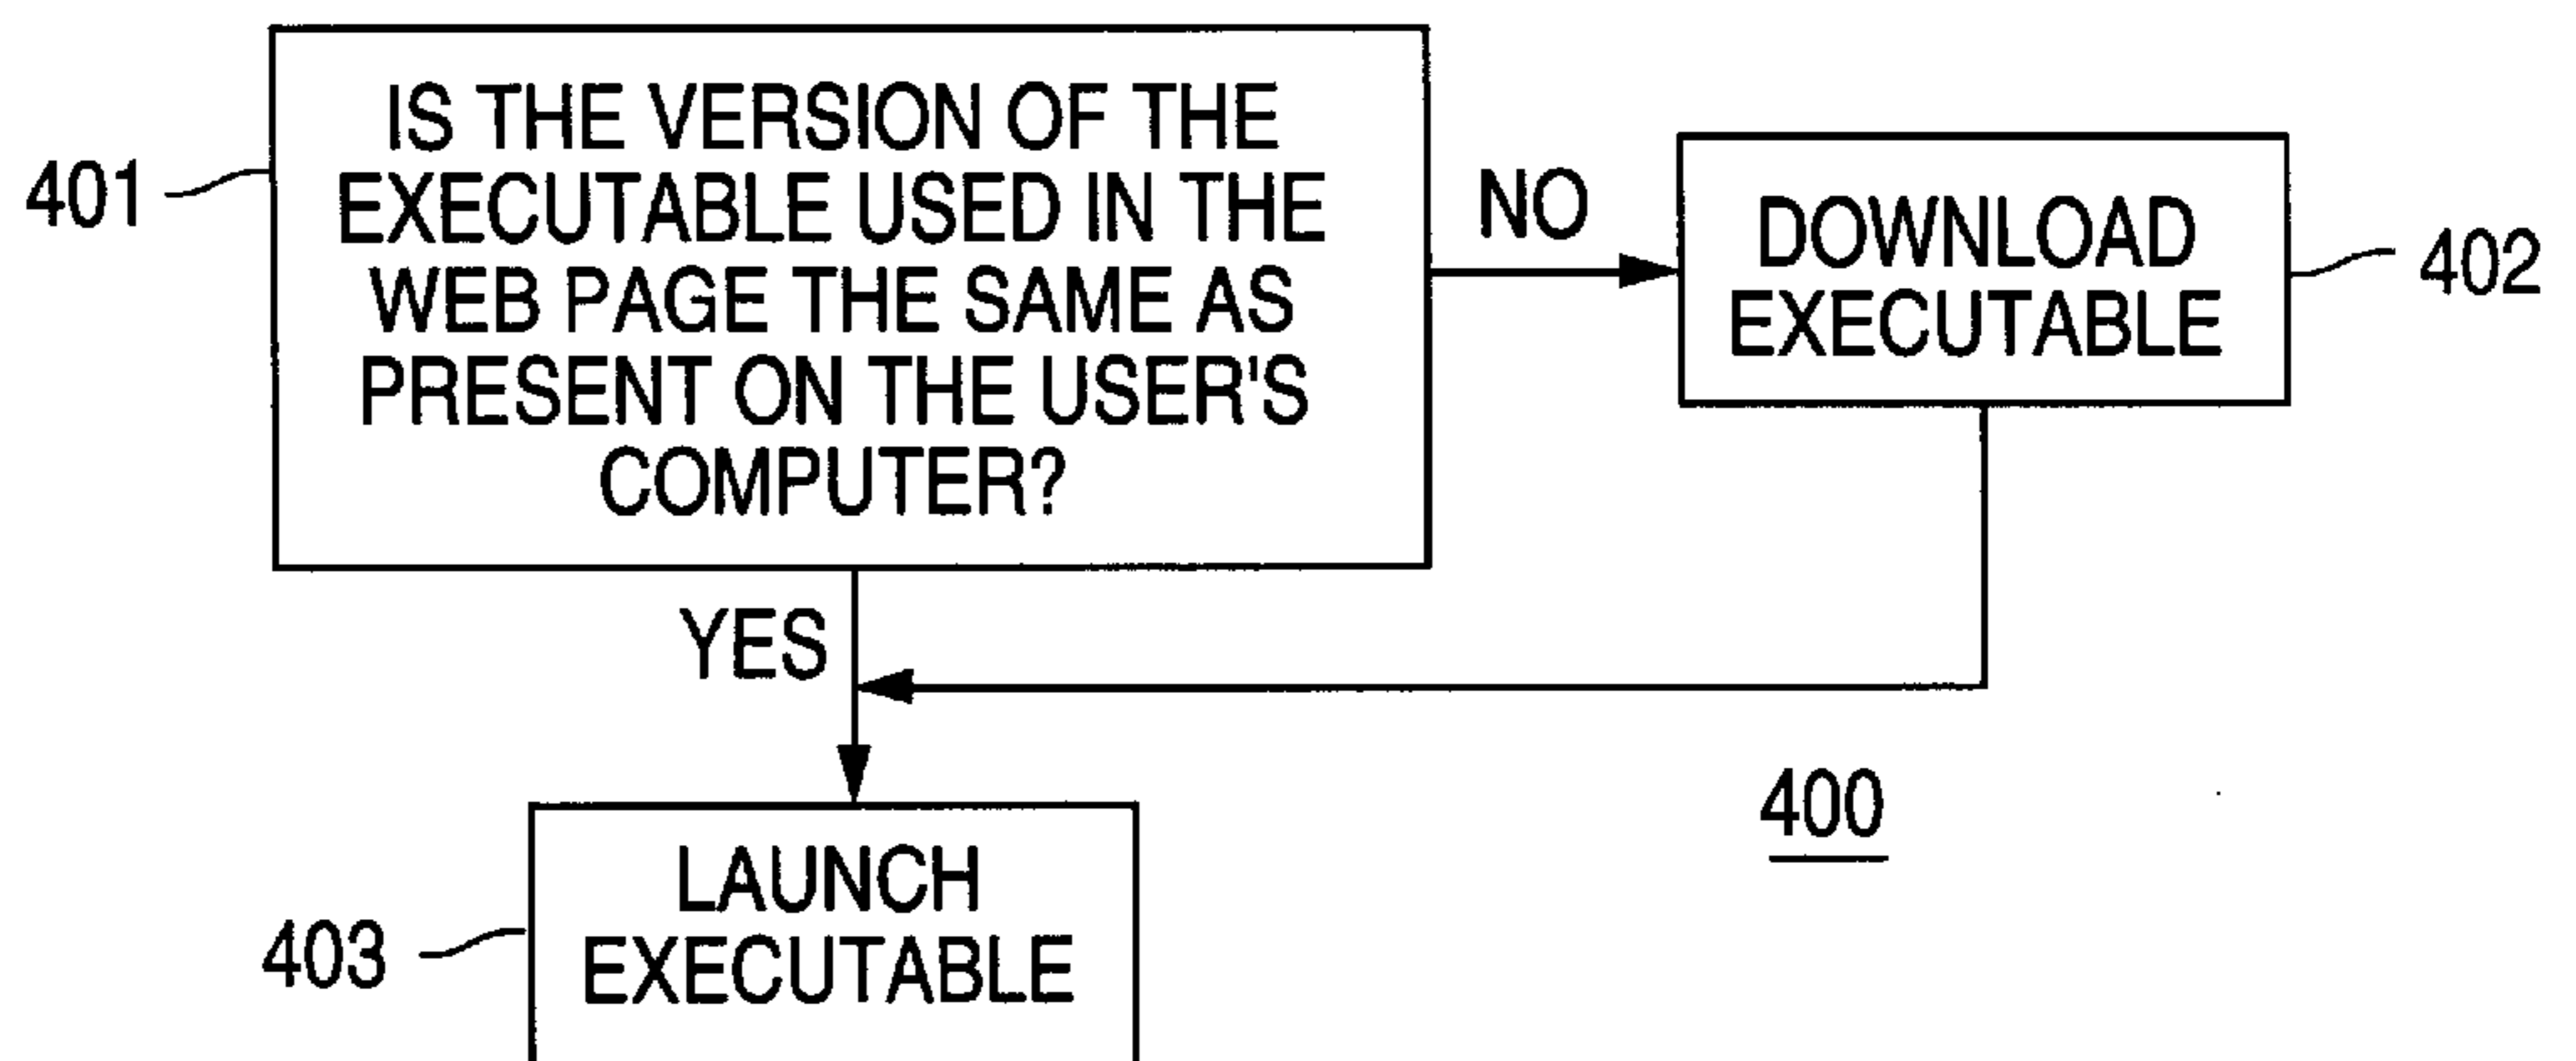 401
IS THE VERSION OF THE
EXECUTABLE USED IN THE
WEB PAGE THE SAME AS
PRESENT ON THE USER'S
COMPUTER?
NO
DOWNLOAD
EXECUTABLE
402
YES
400
LAUNCH
EXECUTABLE
403